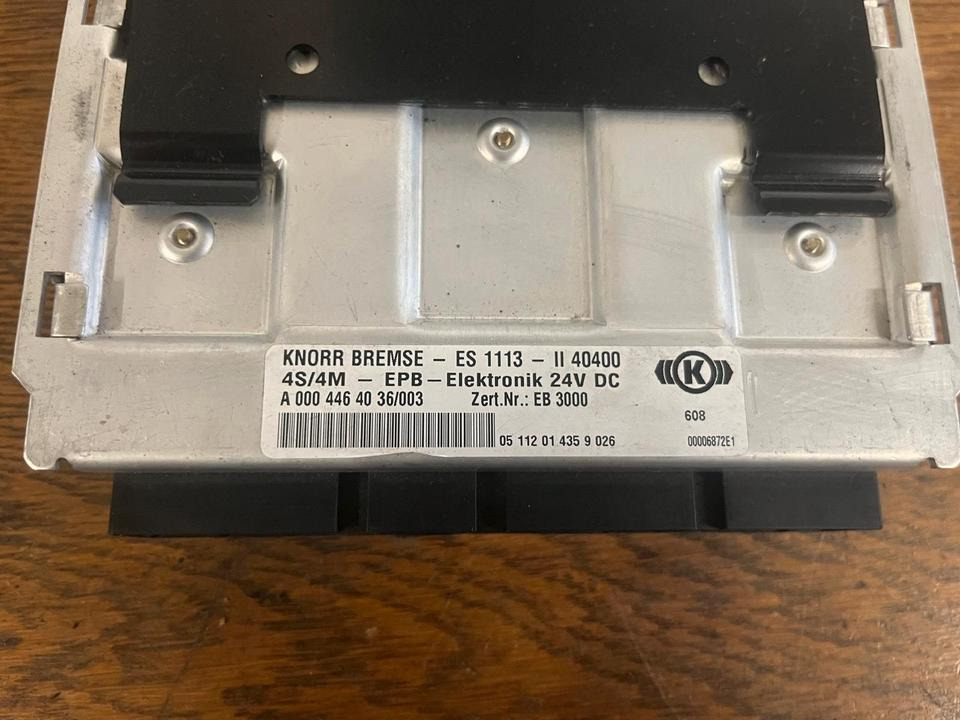 KNORR BREMSE – ES 1113 – II 40400
4S/4M – EPB – Elektronik 24V DC
A 000 446 40 36/003 Zert.Nr.: EB 3000
K
608
05 112 01 435 9 026 00006872E1